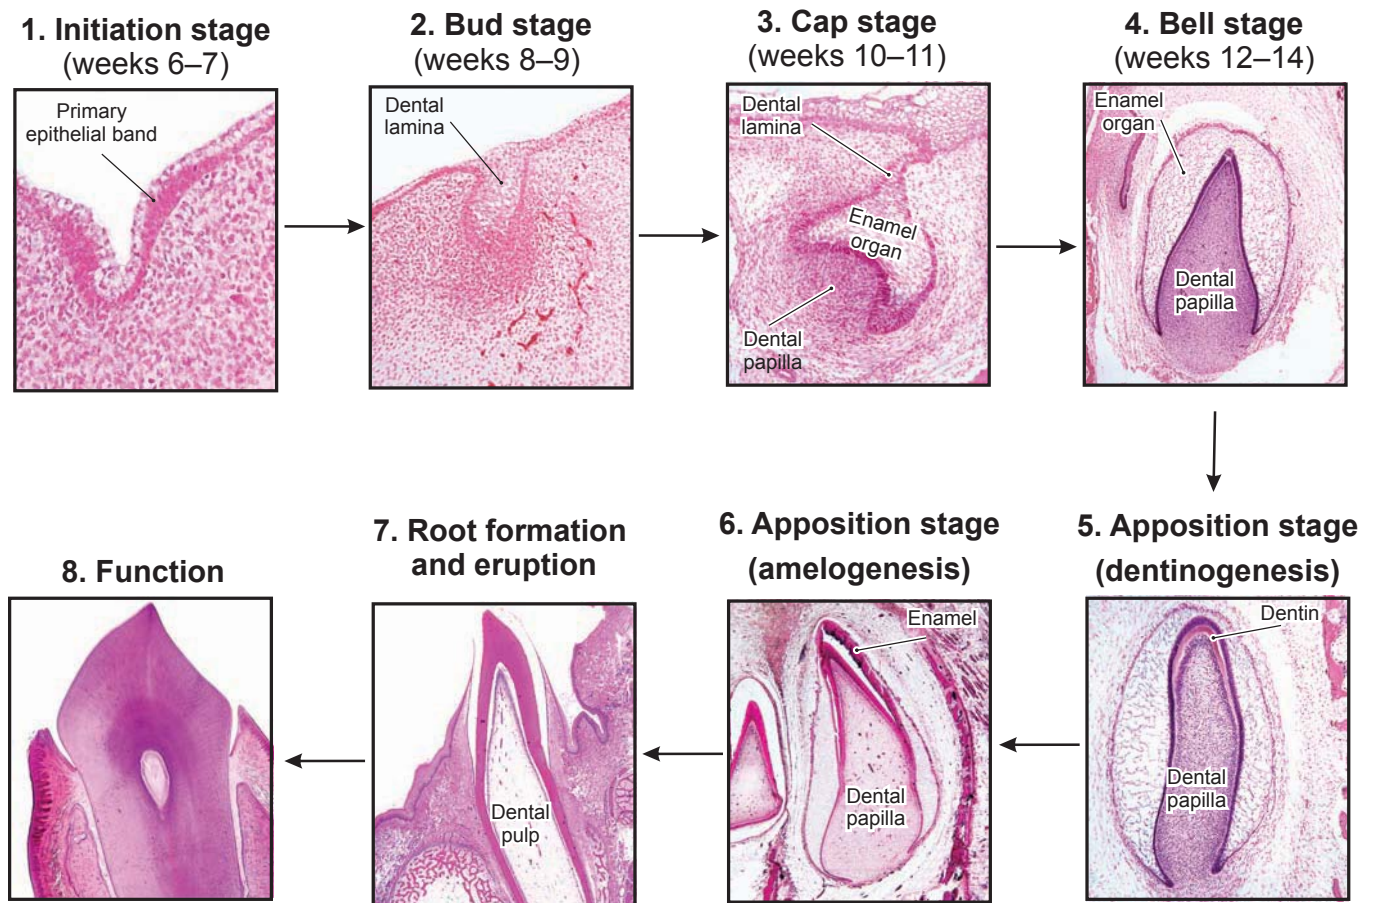 1. Initiation stage
(weeks 6–7)
Primary
epithelial band
2. Bud stage
(weeks 8–9)
Dental
lamina
3. Cap stage
(weeks 10–11)
Dental
lamina
Enamel
organ
Dental
papilla
4. Bell stage
(weeks 12–14)
Enamel
organ
Dental
papilla
5. Apposition stage
(dentinogenesis)
Dentin
Dental
papilla
6. Apposition stage
(amelogenesis)
Enamel
Dental
papilla
7. Root formation
and eruption
Dental
pulp
8. Function